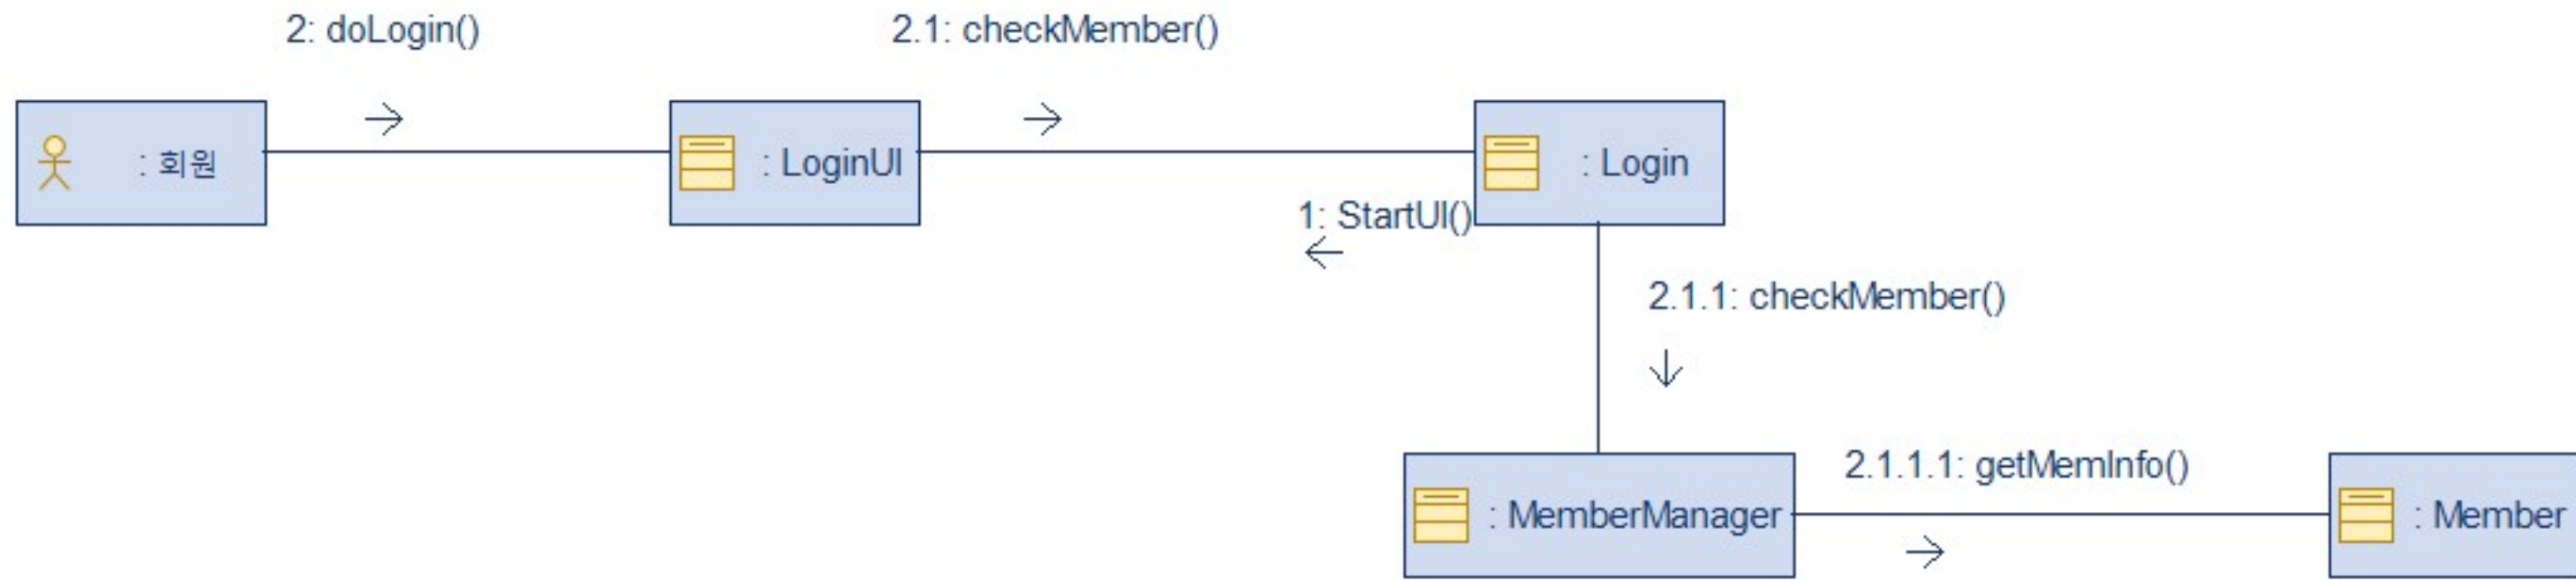 2: doLogin()
2.1: checkMember()
: 회원
: LoginUI
: Login
1: StartUI()
2.1.1: checkMember()
2.1.1.1: getMemInfo()
: MemberManager
: Member